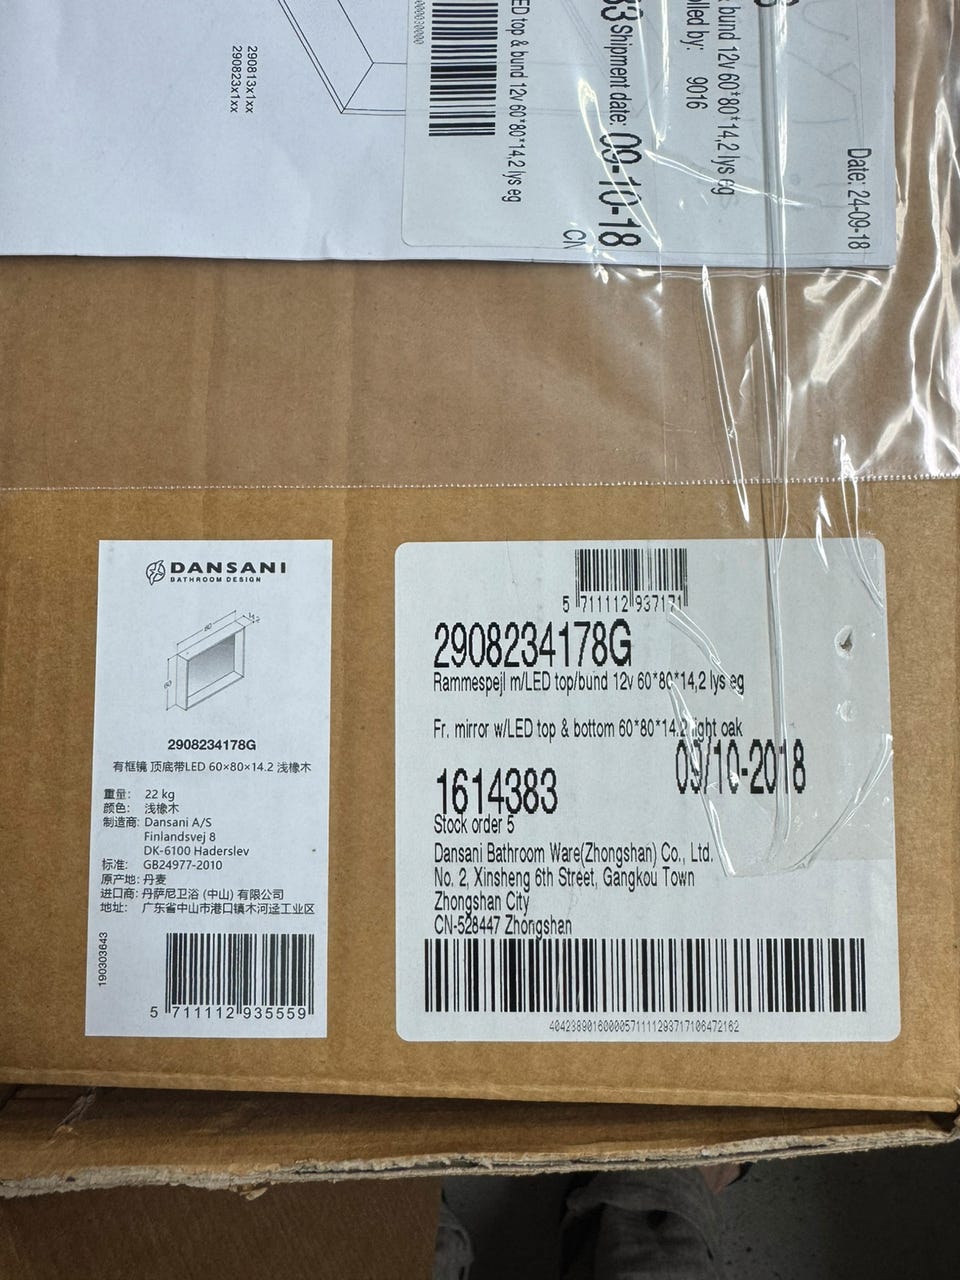 290813x1xx
290823x1xx
LED top & bund 12v 60*80*14,2 lys eg
Shipment date: 09-10-18
CN
bund 12v 60*80*14,2 lys eg
9016
Date: 24-09-18
DANSANI
BATHROOM DESIGN
80
14.2
60
2908234178G
有框镜 顶底带LED 60×80×14.2 浅橡木
重量: 22 kg
颜色: 浅橡木
制造商: Dansani A/S
Finlandsvej 8
DK-6100 Haderslev
标准: GB24977-2010
原产地: 丹麦
进口商: 丹萨尼卫浴 (中山) 有限公司
地址: 广东省中山市港口镇木河迳工业区
190303643
5 711112 935559
5 711112 937171
2908234178G
Rammespejl m/LED top/bund 12v 60*80*14,2 lys eg
Fr. mirror w/LED top & bottom 60*80*14.2 light oak
09/10-2018
1614383
Stock order 5
Dansani Bathroom Ware(Zhongshan) Co., Ltd.
No. 2, Xinsheng 6th Street, Gangkou Town
Zhongshan City
CN-528447 Zhongshan
404238901600005711112937171​06472162